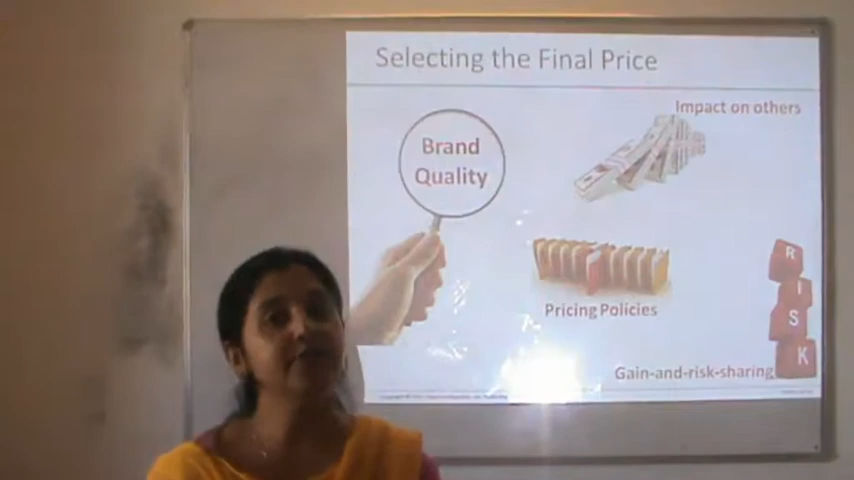 Selecting the Final Price
Impact on others
Brand
Quality
Pricing Policies
R
I
S
K
Gain-and-risk-sharing